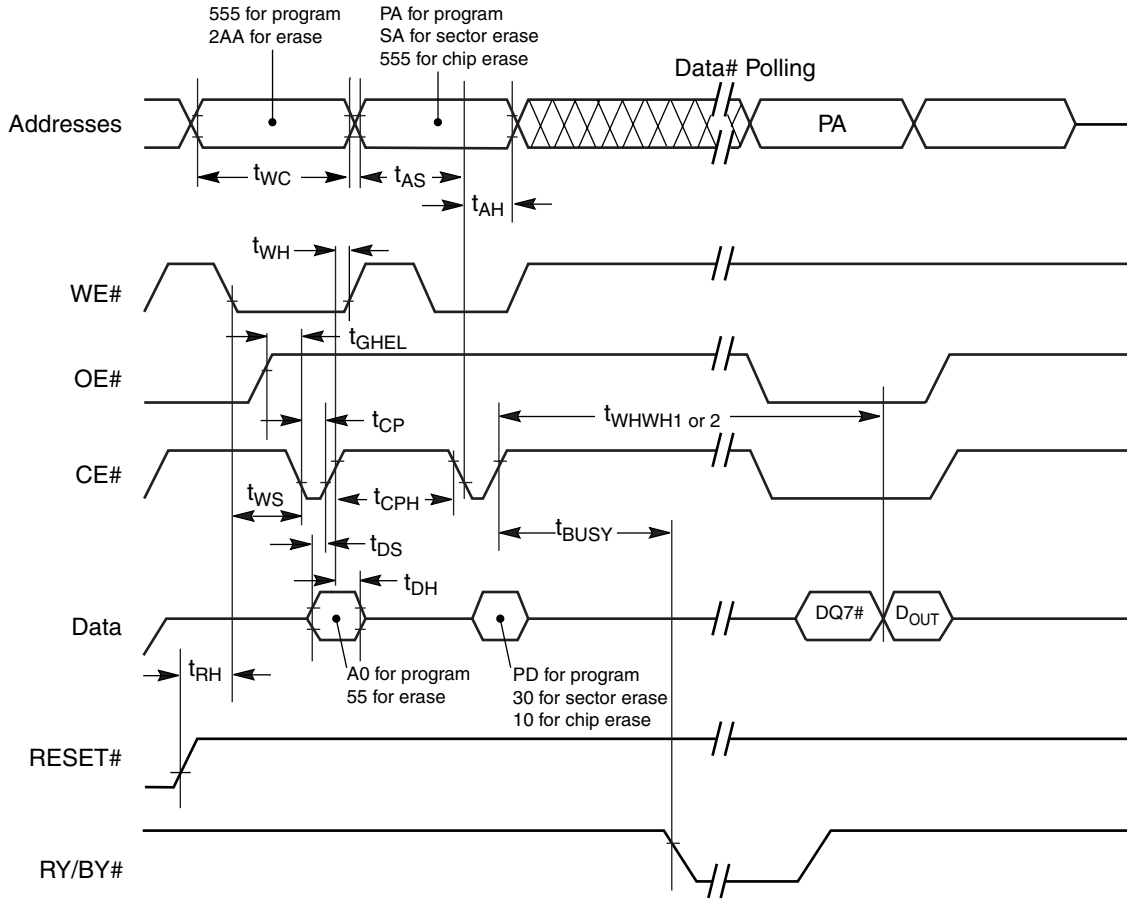 555 for program
2AA for erase
PA for program
SA for sector erase
555 for chip erase
Data# Polling
Addresses
PA
tWC
tAS
tAH
tWH
WE#
tGHEL
OE#
tCP
tWHWH1 or 2
CE#
tWS
tCPH
tBUSY
tDS
tDH
Data
DQ7#
DOUT
tRH
A0 for program
55 for erase
PD for program
30 for sector erase
10 for chip erase
RESET#
RY/BY#